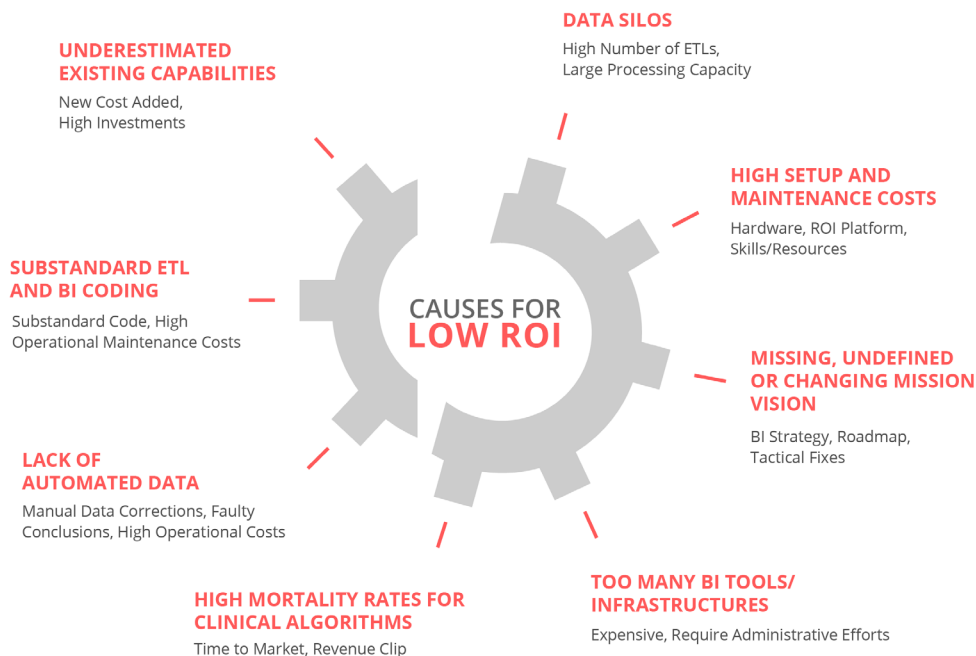 DATA SILOS
High Number of ETLs,
Large Processing Capacity
UNDERESTIMATED
EXISTING CAPABILITIES
New Cost Added,
High Investments
HIGH SETUP AND
MAINTENANCE COSTS
Hardware, ROI Platform,
Skills/Resources
SUBSTANDARD ETL
AND BI CODING
Substandard Code, High
Operational Maintenance Costs
CAUSES FOR
LOW ROI
MISSING, UNDEFINED
OR CHANGING MISSION
VISION
BI Strategy, Roadmap,
Tactical Fixes
LACK OF
AUTOMATED DATA
Manual Data Corrections, Faulty
Conclusions, High Operational Costs
HIGH MORTALITY RATES FOR
CLINICAL ALGORITHMS
Time to Market, Revenue Clip
TOO MANY BI TOOLS/
INFRASTRUCTURES
Expensive, Require Administrative Efforts